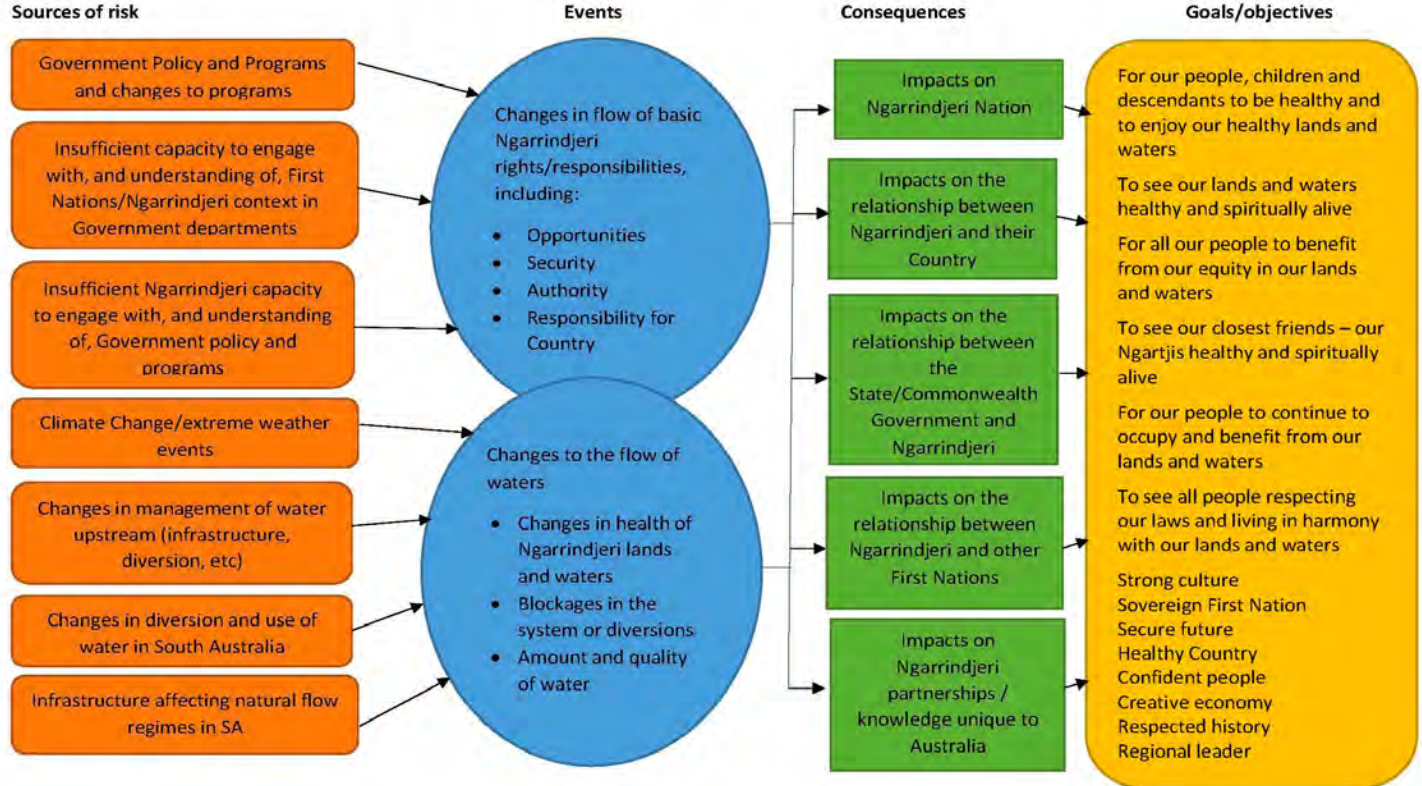 Sources of risk
Events
Consequences
Goals/objectives
Government Policy and Programs
and changes to programs
Insufficient capacity to engage
with, and understanding of, First
Nations/Ngarrindjeri context in
Government departments
Insufficient Ngarrindjeri capacity
to engage with, and understanding
of, Government policy and
programs
Climate Change/extreme weather
events
Changes in management of water
upstream (infrastructure,
diversion, etc)
Changes in diversion and use of
water in South Australia
Infrastructure affecting natural flow
regimes in SA
Changes in flow of basic
Ngarrindjeri
rights/responsibilities,
including:
• Opportunities
• Security
• Authority
• Responsibility for
Country
Changes to the flow of
waters
• Changes in health of
Ngarrindjeri lands
and waters
• Blockages in the
system or diversions
• Amount and quality
of water
Impacts on
Ngarrindjeri Nation
Impacts on the
relationship between
Ngarrindjeri and their
Country
Impacts on the
relationship between
the
State/Commonwealth
Government and
Ngarrindjeri
Impacts on the
relationship between
Ngarrindjeri and other
First Nations
Impacts on
Ngarrindjeri
partnerships /
knowledge unique to
Australia
For our people, children and
descendants to be healthy and
to enjoy our healthy lands and
waters
To see our lands and waters
healthy and spiritually alive
For all our people to benefit
from our equity in our lands
and waters
To see our closest friends – our
Ngartjis healthy and spiritually
alive
For our people to continue to
occupy and benefit from our
lands and waters
To see all people respecting
our laws and living in harmony
with our lands and waters
Strong culture
Sovereign First Nation
Secure future
Healthy Country
Confident people
Creative economy
Respected history
Regional leader